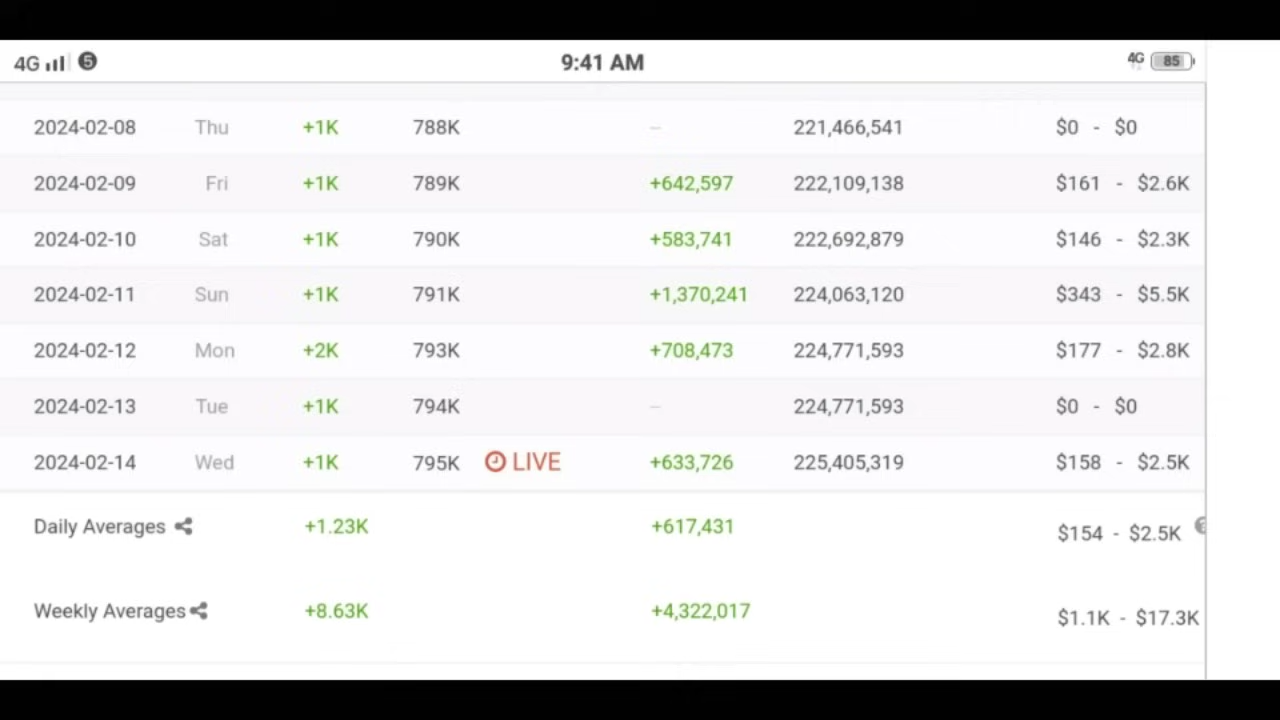 4G 5 9:41 AM 4G 85
2024-02-08 Thu +1K 788K -- 221,466,541 $0 - $0
2024-02-09 Fri +1K 789K +642,597 222,109,138 $161 - $2.6K
2024-02-10 Sat +1K 790K +583,741 222,692,879 $146 - $2.3K
2024-02-11 Sun +1K 791K +1,370,241 224,063,120 $343 - $5.5K
2024-02-12 Mon +2K 793K +708,473 224,771,593 $177 - $2.8K
2024-02-13 Tue +1K 794K -- 224,771,593 $0 - $0
2024-02-14 Wed +1K 795K LIVE +633,726 225,405,319 $158 - $2.5K
Daily Averages +1.23K +617,431 $154 - $2.5K ?
Weekly Averages +8.63K +4,322,017 $1.1K - $17.3K